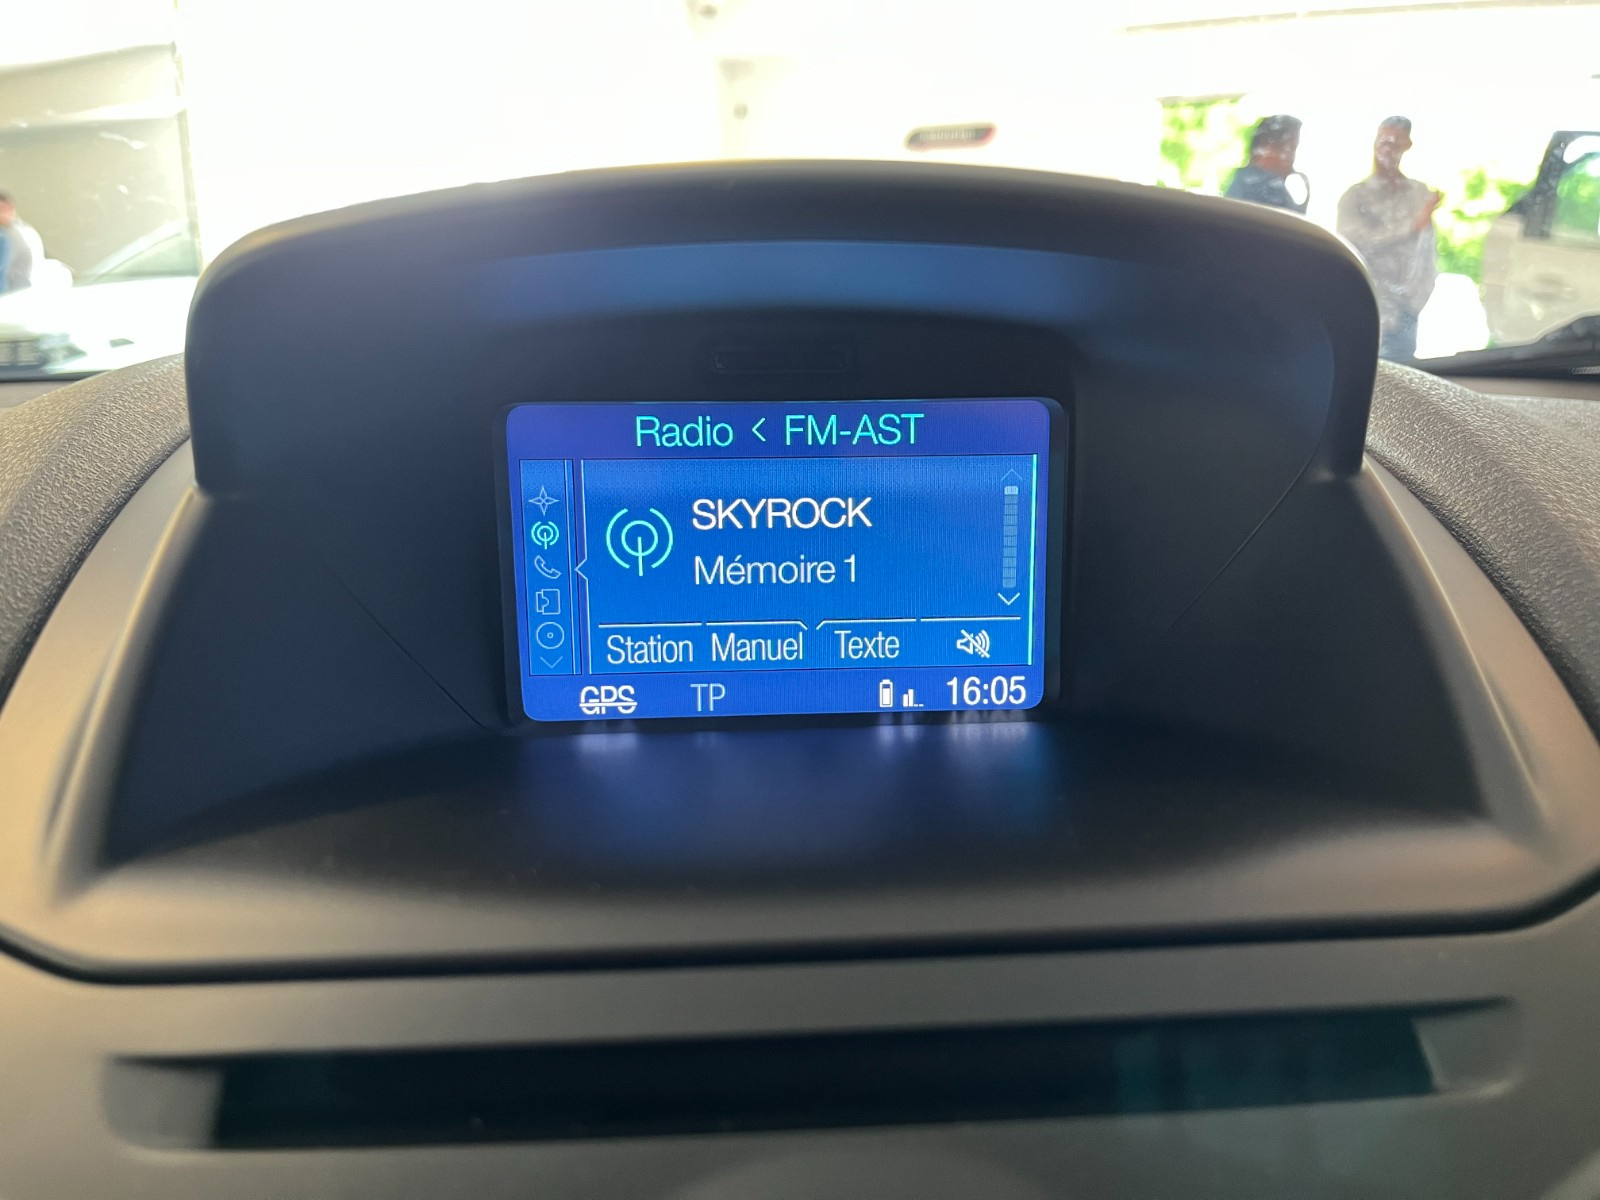 Radio < FM-AST
SKYROCK
Mémoire 1
Station Manuel Texte
GPS TP 16:05